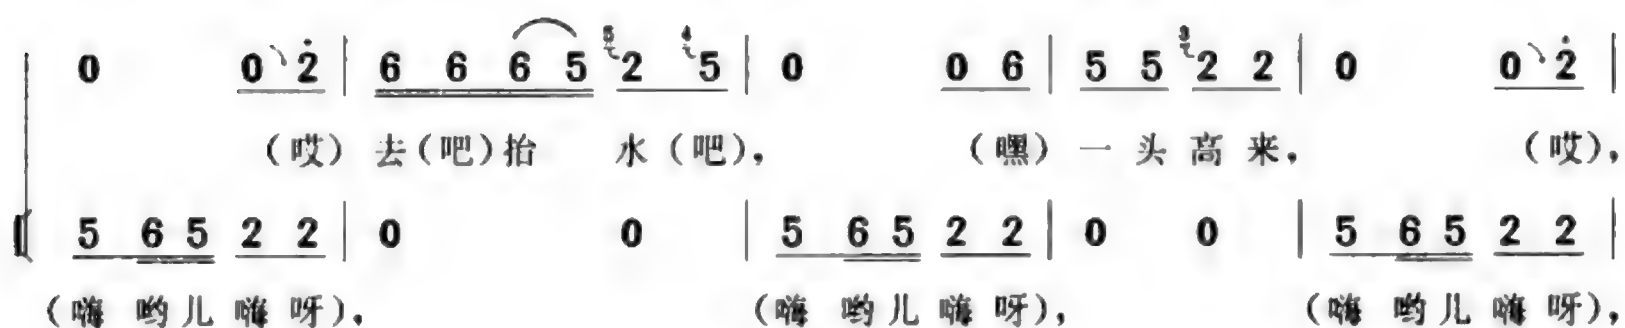 0 0 2̇ | 6 6 6 5 ⁵2 ⁴5 | 0 0 6 | 5 5 ³2 2 | 0 0 2̇ |
（哎）去（吧）抬 水（吧）， （嘿）一 头 高 来， （哎），
5 6 5 2 2 | 0 0 | 5 6 5 2 2 | 0 0 | 5 6 5 2 2 |
（嗨 哟 儿 嗨 呀）， （嗨 哟 儿 嗨 呀）， （嗨 哟 儿 嗨 呀），